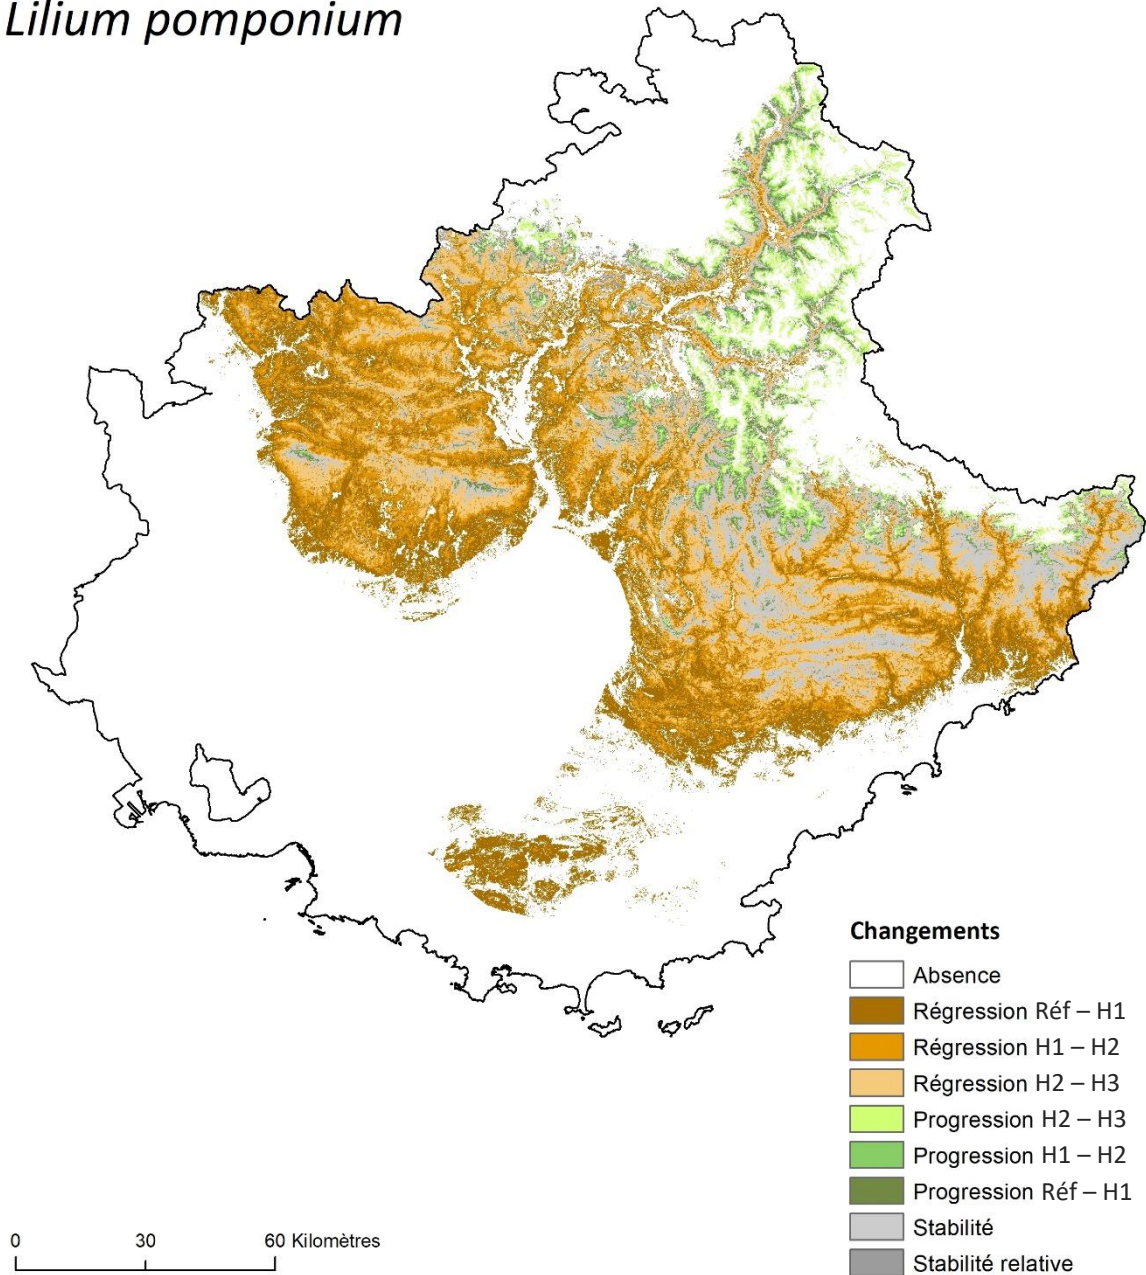 Lilium pomponium
Changements
Absence
Régression Réf – H1
Régression H1 – H2
Régression H2 – H3
Progression H2 – H3
Progression H1 – H2
Progression Réf – H1
Stabilité
Stabilité relative
0 30 60 Kilomètres